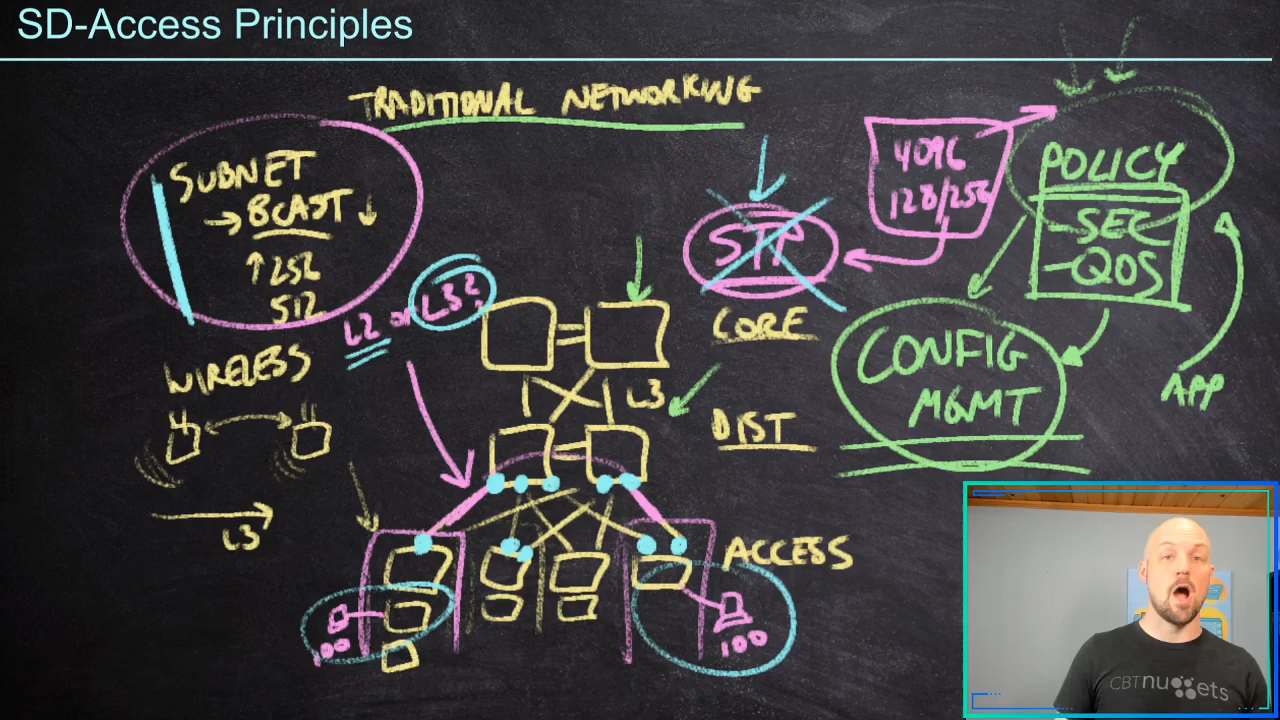 SD-Access Principles
TRADITIONAL NETWORKING
SUBNET
→ BCAST ↓
↑ 252
512
L2 or L3?
STP
4096
128/256
POLICY
- SEC
- QOS
CONFIG
MGMT
APP
CORE
L3
DIST
ACCESS
WIRELESS
L3
100
100
CBTnuggets